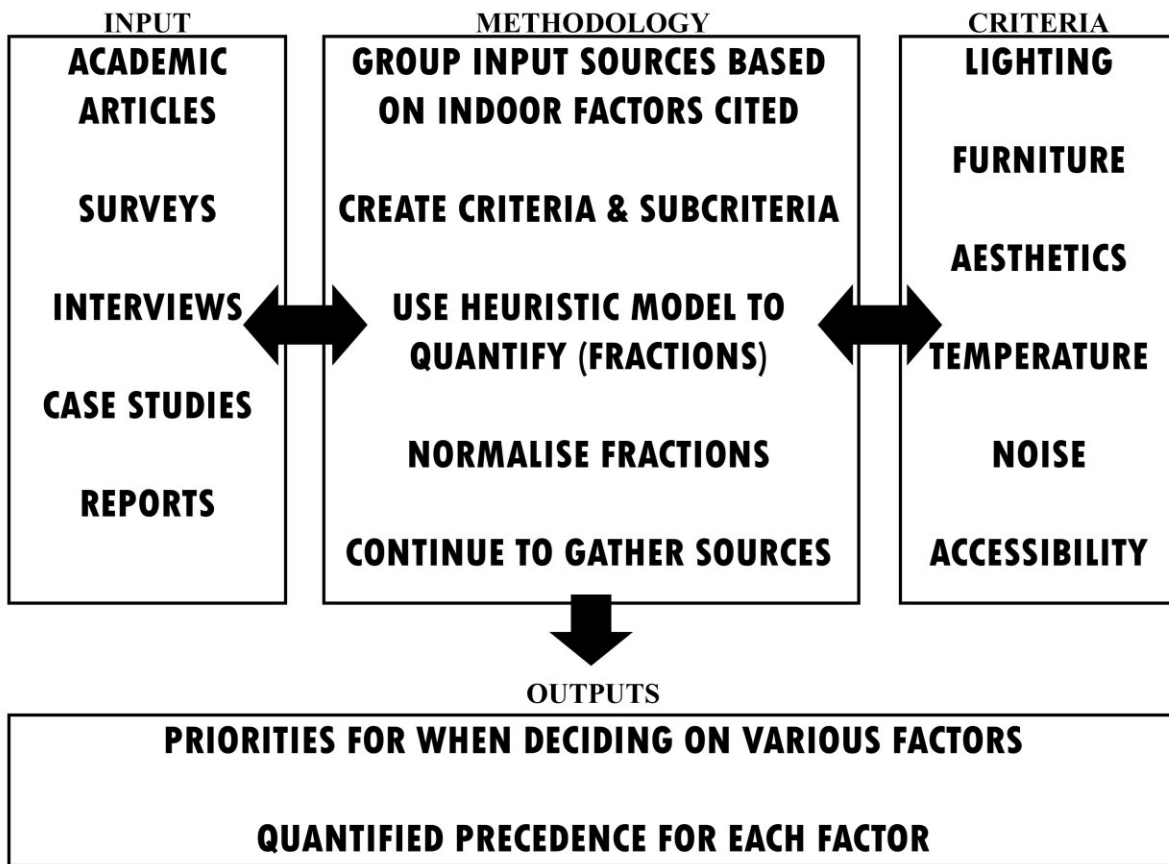 INPUT
ACADEMIC
ARTICLES
SURVEYS
INTERVIEWS
CASE STUDIES
REPORTS
METHODOLOGY
GROUP INPUT SOURCES BASED
ON INDOOR FACTORS CITED
CREATE CRITERIA & SUBCRITERIA
USE HEURISTIC MODEL TO
QUANTIFY (FRACTIONS)
NORMALISE FRACTIONS
CONTINUE TO GATHER SOURCES
CRITERIA
LIGHTING
FURNITURE
AESTHETICS
TEMPERATURE
NOISE
ACCESSIBILITY
OUTPUTS
PRIORITIES FOR WHEN DECIDING ON VARIOUS FACTORS
QUANTIFIED PRECEDENCE FOR EACH FACTOR